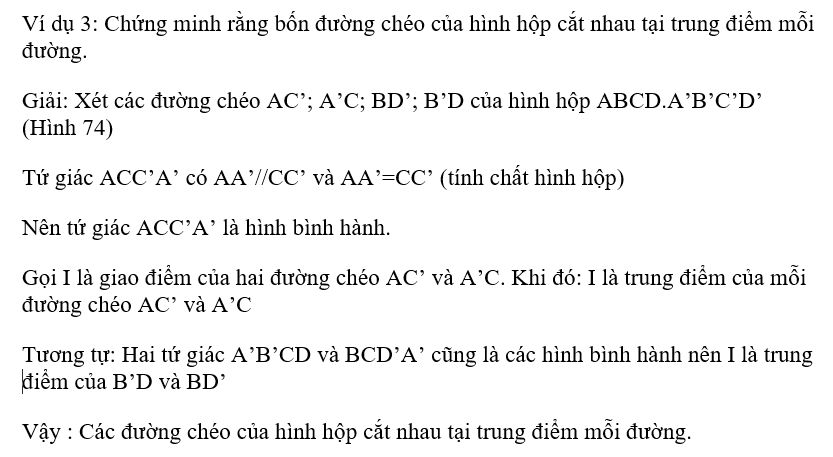 Ví dụ 3: Chứng minh rằng bốn đường chéo của hình hộp cắt nhau tại trung điểm mỗi
đường.
Giải: Xét các đường chéo AC’; A’C; BD’; B’D của hình hộp ABCD.A’B’C’D’
(Hình 74)
Tứ giác ACC’A’ có AA’//CC’ và AA’=CC’ (tính chất hình hộp)
Nên tứ giác ACC’A’ là hình bình hành.
Gọi I là giao điểm của hai đường chéo AC’ và A’C. Khi đó: I là trung điểm của mỗi
đường chéo AC’ và A’C
Tương tự: Hai tứ giác A’B’CD và BCD’A’ cũng là các hình bình hành nên I là trung
điểm của B’D và BD’
Vậy : Các đường chéo của hình hộp cắt nhau tại trung điểm mỗi đường.